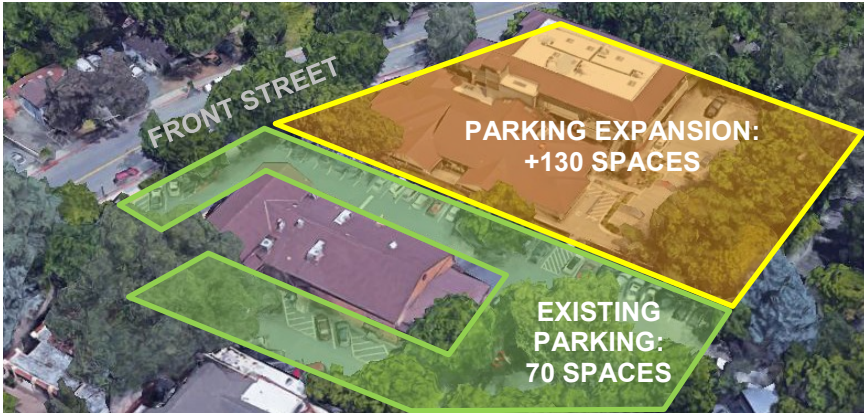 FRONT STREET
PARKING EXPANSION:
+130 SPACES
EXISTING
PARKING:
70 SPACES